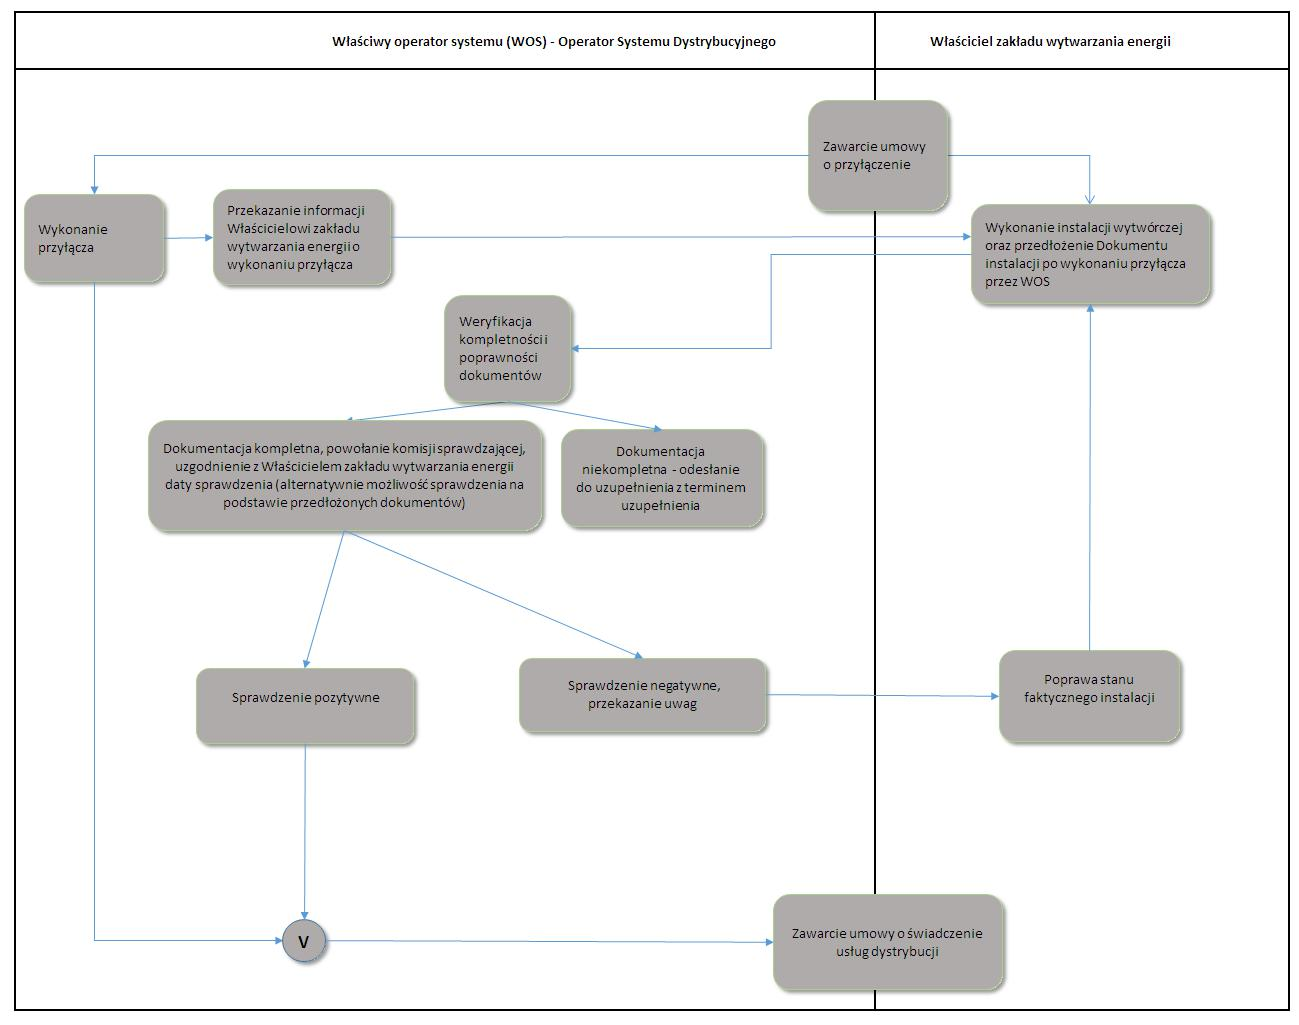 Właściwy operator systemu (WOS) - Operator Systemu Dystrybucyjnego
Właściciel zakładu wytwarzania energii
Zawarcie umowy
o przyłączenie
Wykonanie
przyłącza
Przekazanie informacji
Właścicielowi zakładu
wytwarzania energii o
wykonaniu przyłącza
Wykonanie instalacji wytwórczej
oraz przedłożenie Dokumentu
instalacji po wykonaniu przyłącza
przez WOS
Weryfikacja
kompletności i
poprawności
dokumentów
Dokumentacja kompletna, powołanie komisji sprawdzającej,
uzgodnienie z Właścicielem zakładu wytwarzania energii
daty sprawdzenia (alternatywnie możliwość sprawdzenia na
podstawie przedłożonych dokumentów)
Dokumentacja
niekompletna - odesłanie
do uzupełnienia z terminem
uzupełnienia
Sprawdzenie pozytywne
Sprawdzenie negatywne,
przekazanie uwag
Poprawa stanu
faktycznego instalacji
V
Zawarcie umowy o świadczenie
usług dystrybucji